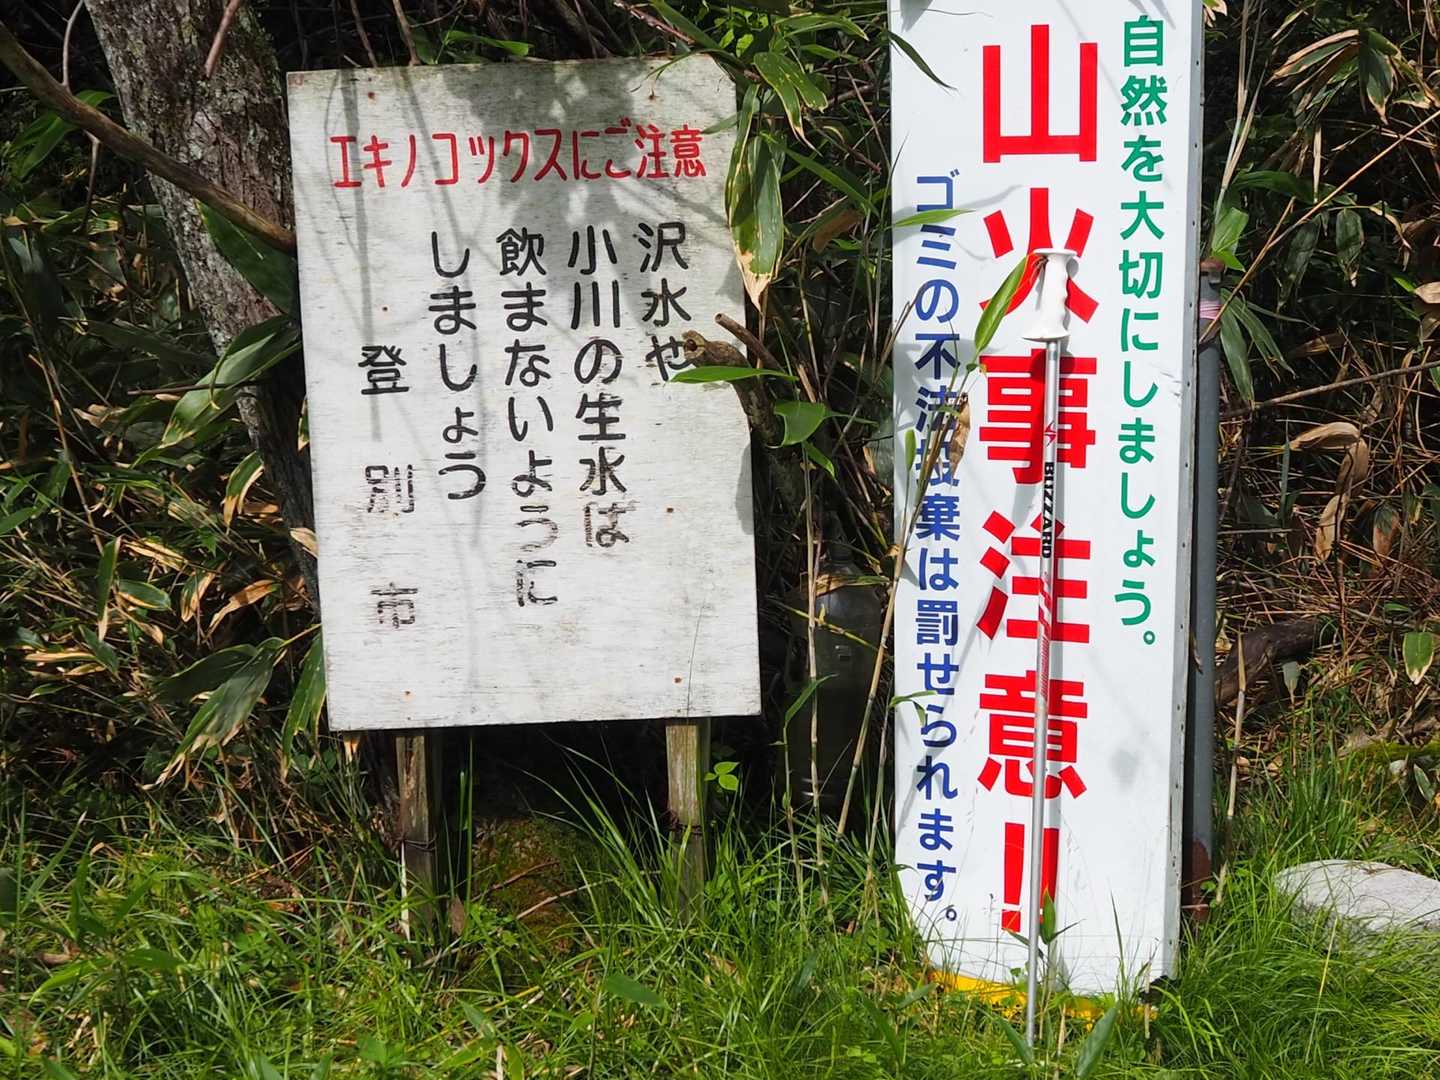 エキノコックスにご注意
沢水や
小川の生水は
飲まないように
しましょう
登別市
自然を大切にしましょう。
山火事注意!!
ゴミの不法投棄は罰せられます。
BLIZZARD